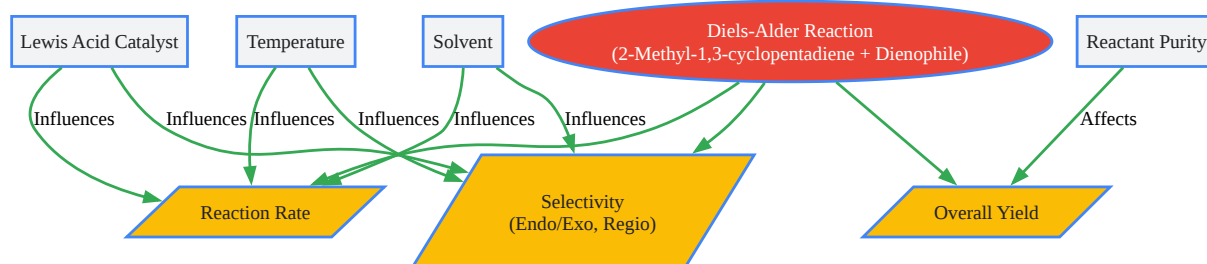 Lewis Acid Catalyst
Temperature
Solvent
Diels-Alder Reaction
(2-Methyl-1,3-cyclopentadiene + Dienophile)
Reactant Purity
Influences
Influences
Influences
Influences
Influences
Influences
Affects
Reaction Rate
Selectivity
(Endo/Exo, Regio)
Overall Yield